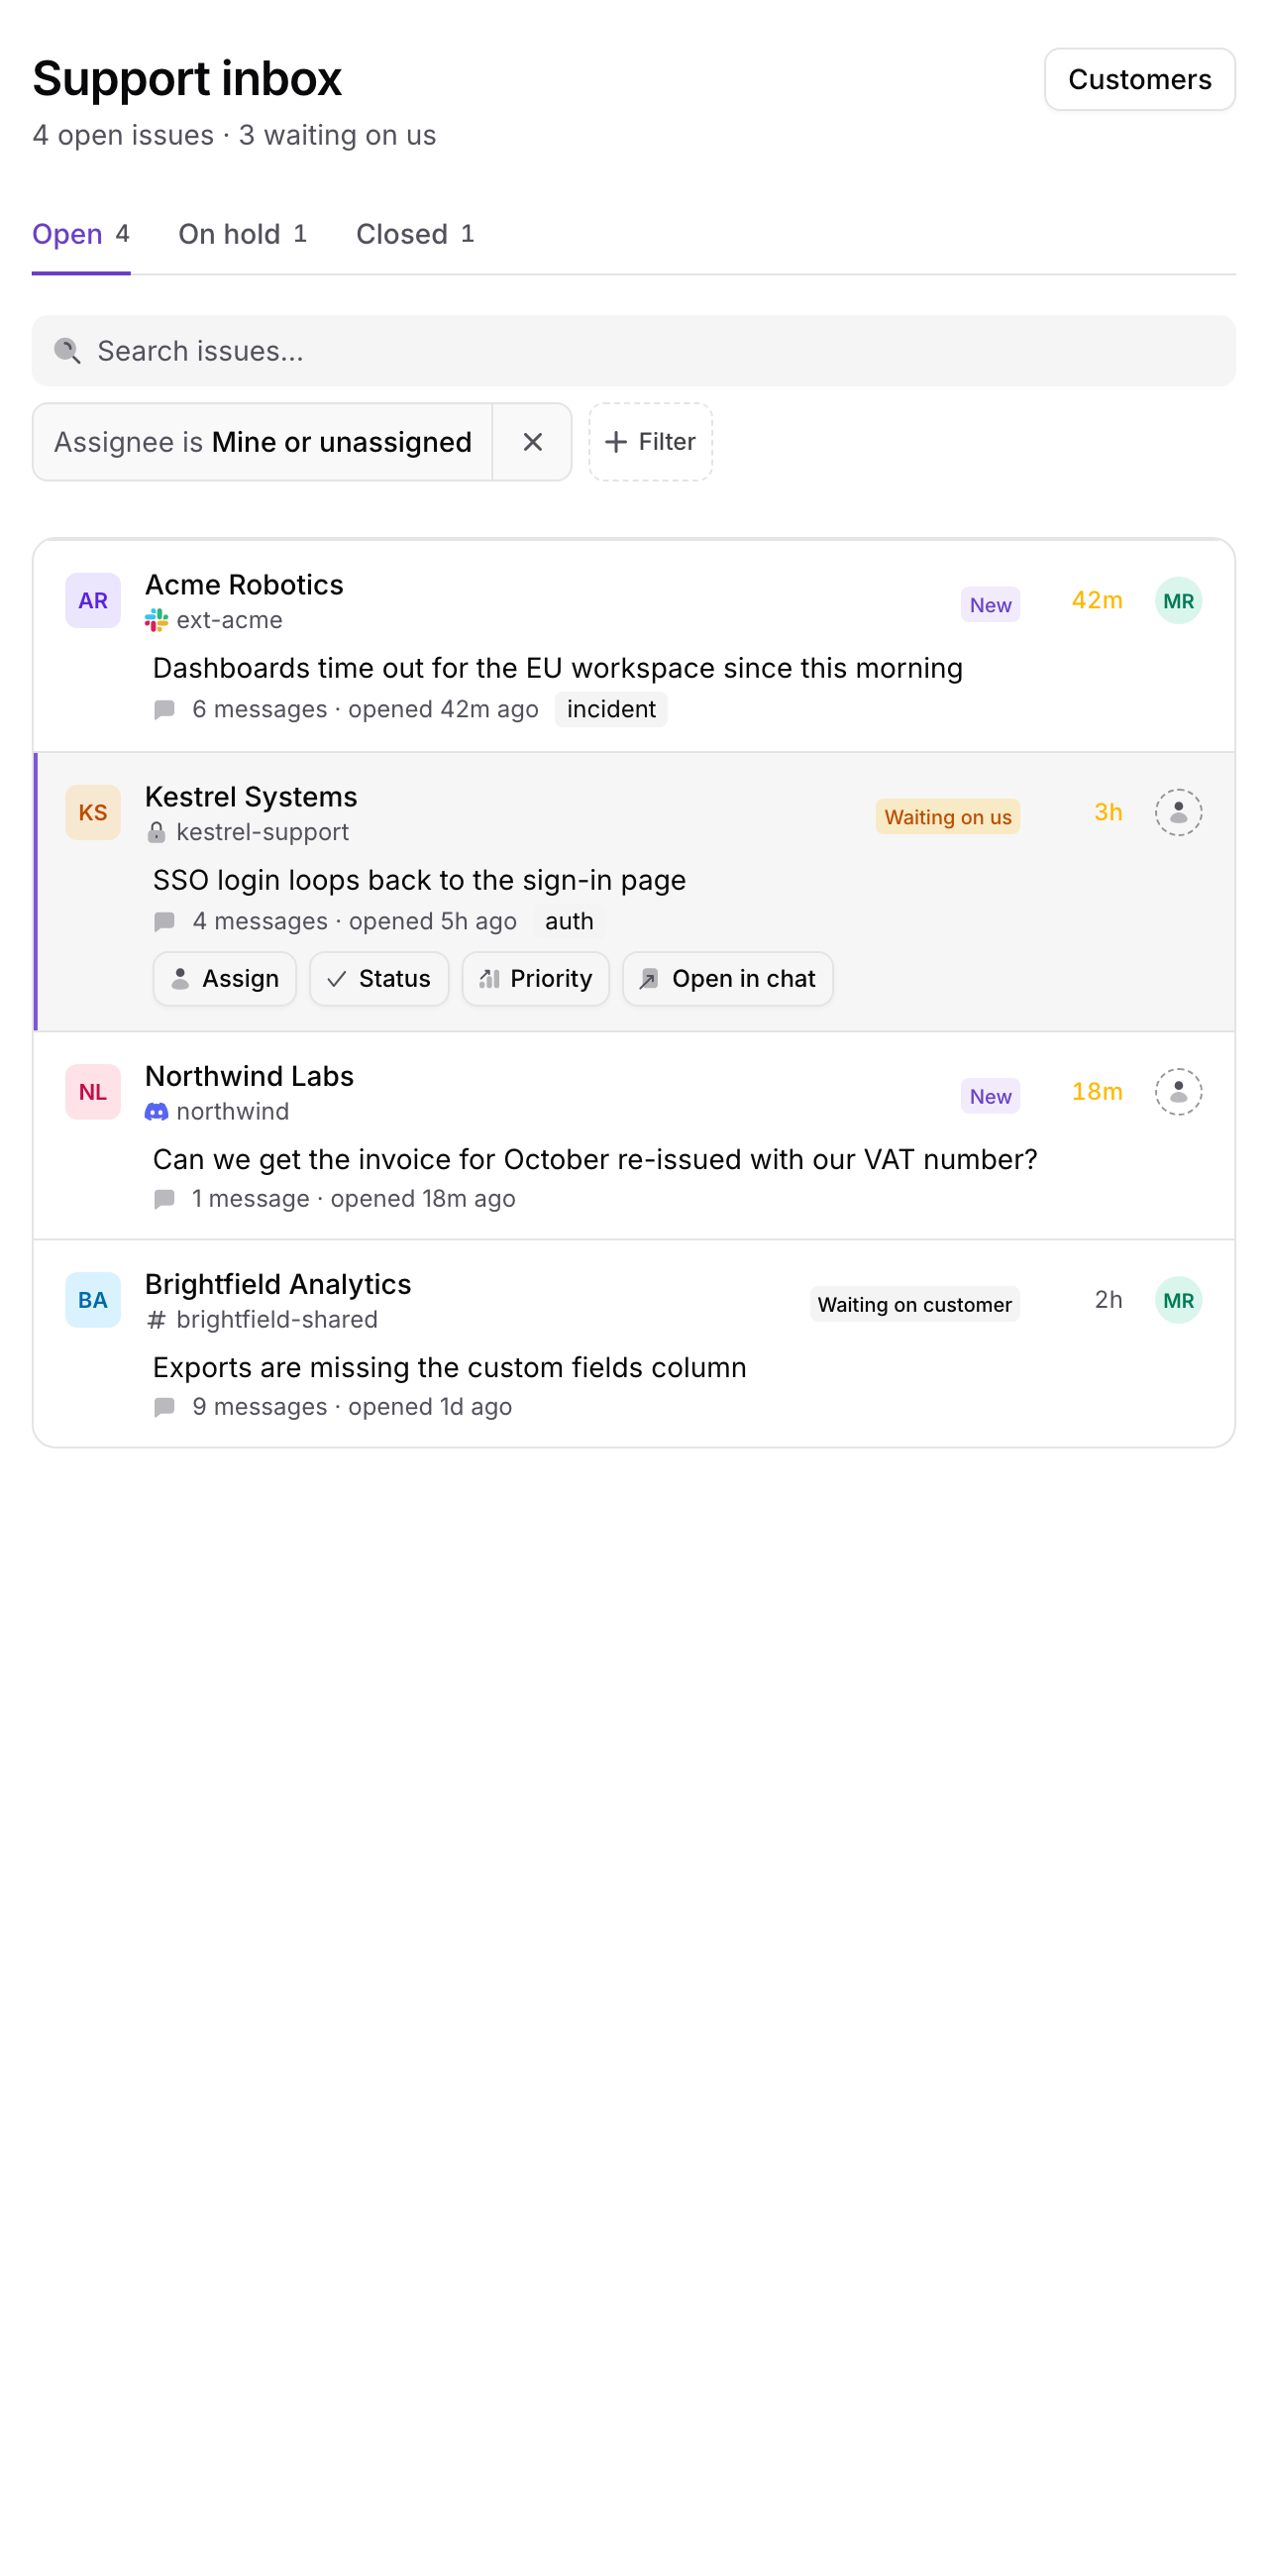 Support inbox
Customers
4 open issues · 3 waiting on us
Open 4 On hold 1 Closed 1
Search issues...
Assignee is Mine or unassigned
Filter
AR Acme Robotics
ext-acme
New 42m MR
Dashboards time out for the EU workspace since this morning
6 messages · opened 42m ago incident
KS Kestrel Systems
kestrel-support
Waiting on us 3h
SSO login loops back to the sign-in page
4 messages · opened 5h ago auth
Assign Status Priority Open in chat
NL Northwind Labs
northwind
New 18m
Can we get the invoice for October re-issued with our VAT number?
1 message · opened 18m ago
BA Brightfield Analytics
# brightfield-shared
Waiting on customer 2h MR
Exports are missing the custom fields column
9 messages · opened 1d ago